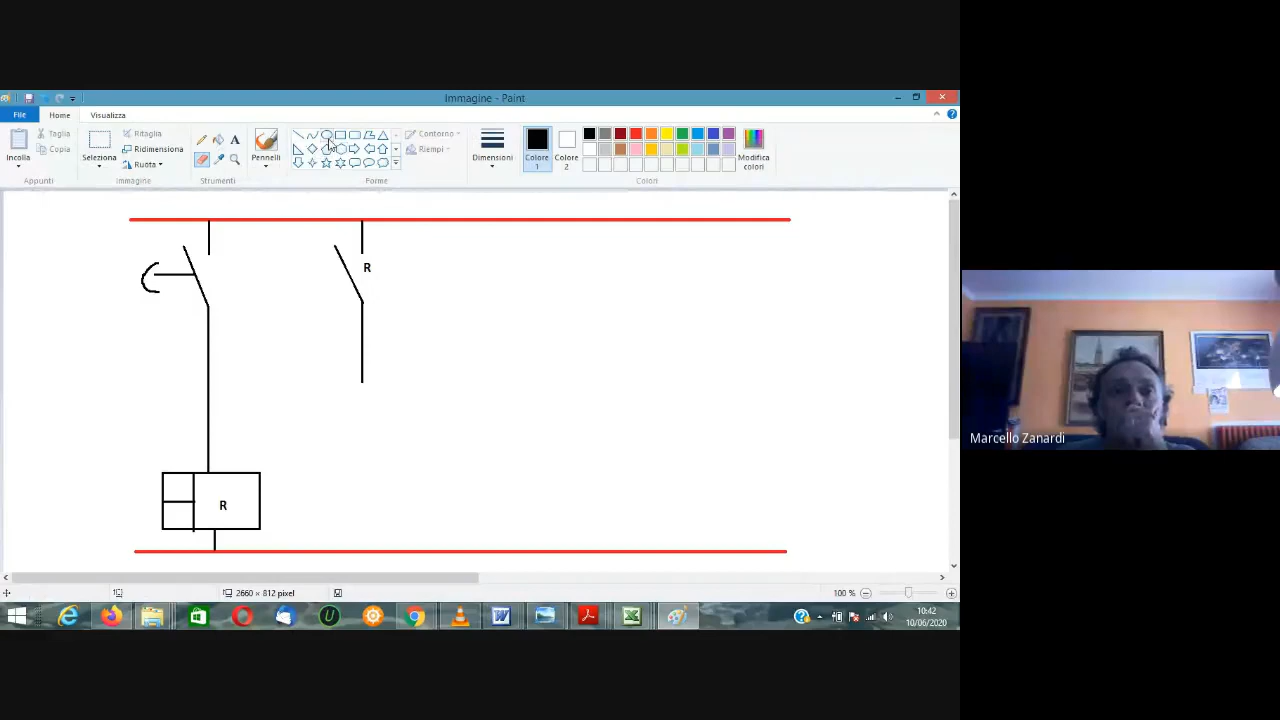 Immagine - Paint
File Home Visualizza
Incolla
Taglia
Copia
Appunti
Seleziona
Ritaglia
Ridimensiona
Ruota
Immagine
A
Strumenti
Pennelli
Forme
Contorno
Riempi
Dimensioni
Colore 1
Colore 2
Modifica colori
Colori
R
R
2660 × 812 pixel
100 %
10:42
10/06/2020
Marcello Zanardi